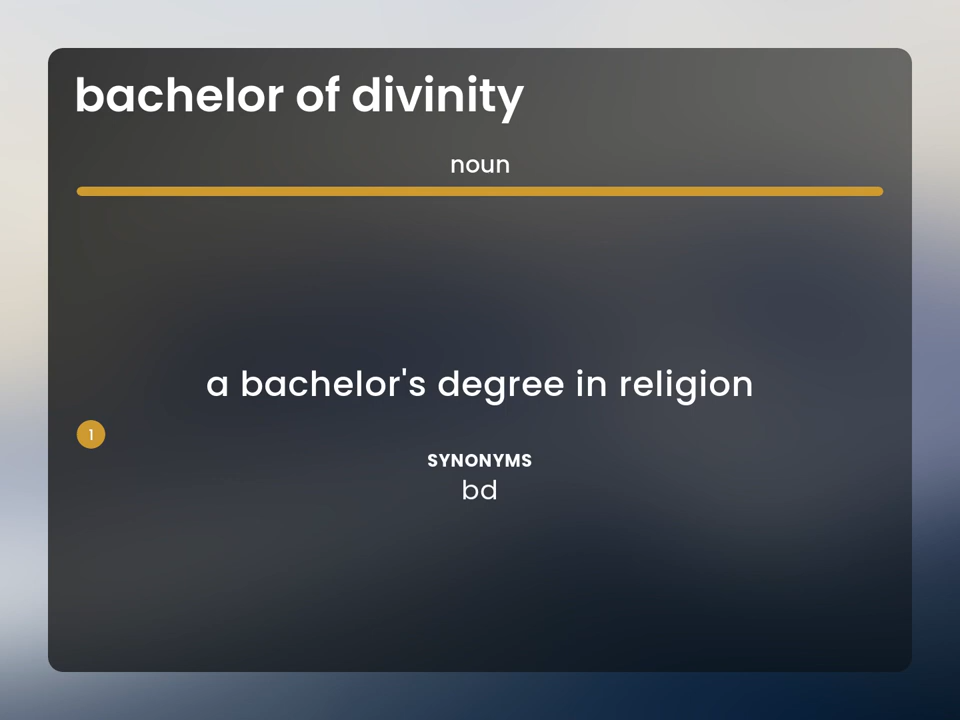 bachelor of divinity
noun
a bachelor's degree in religion
1
SYNONYMS
bd